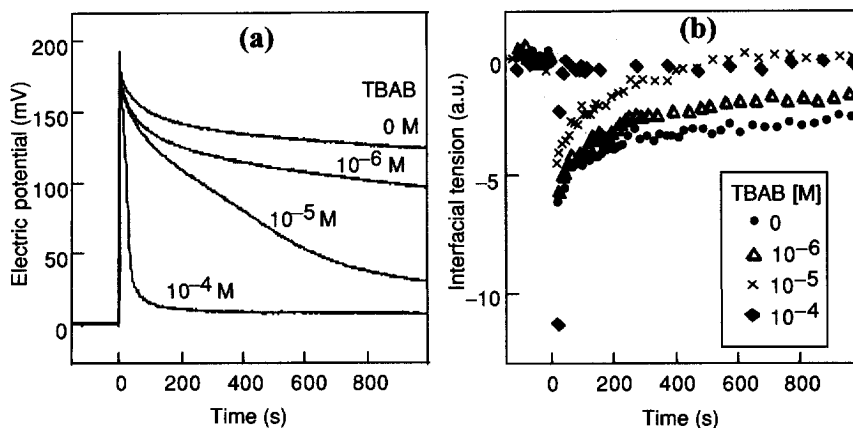 (a)
200
150
100
50
0
Electric potential (mV)
TBAB
0 M
10⁻⁶ M
10⁻⁵ M
10⁻⁴ M
0 200 400 600 800
Time (s)
(b)
0
−5
−10
Interfacial tension (a.u.)
TBAB [M]
0
10⁻⁶
10⁻⁵
10⁻⁴
0 200 400 600 800
Time (s)